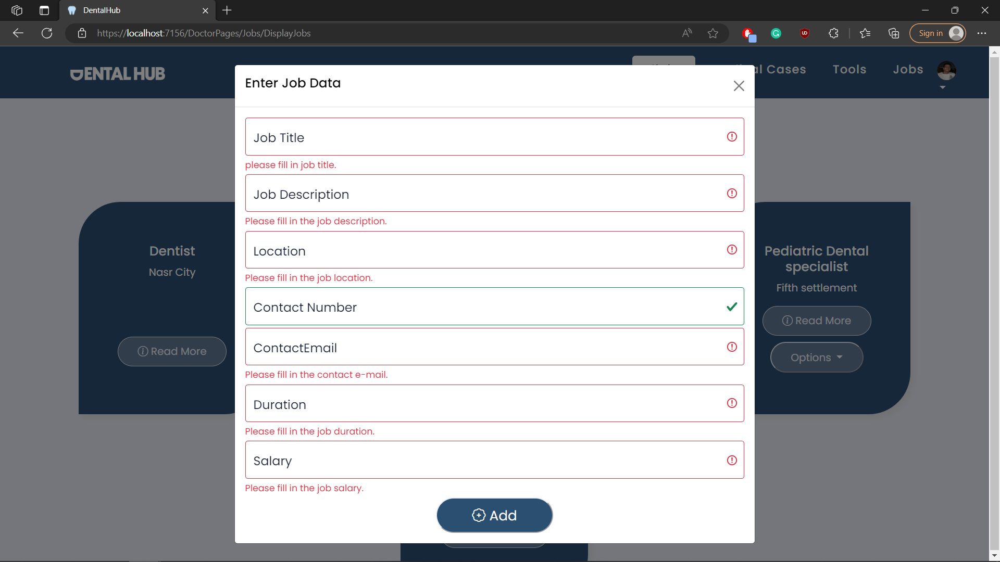 DentalHub
https://localhost:7156/DoctorPages/Jobs/DisplayJobs
Sign in
DENTAL HUB
Cases
Tools
Jobs
Enter Job Data
Job Title
please fill in job title.
Job Description
Please fill in the job description.
Location
Please fill in the job location.
Contact Number
ContactEmail
Please fill in the contact e-mail.
Duration
Please fill in the job duration.
Salary
Please fill in the job salary.
Add
Dentist
Nasr City
Read More
Pediatric Dental
specialist
Fifth settlement
Read More
Options